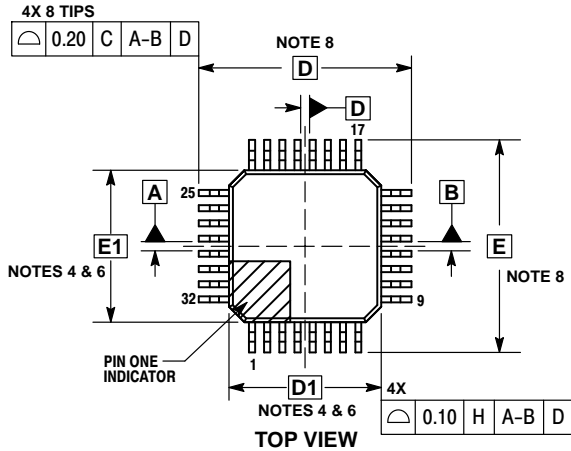 4X 8 TIPS
⌓ 0.20 C A-B D
NOTE 8
D
D
17
25
A
B
E1
E
NOTES 4 & 6
NOTE 8
32
9
PIN ONE
INDICATOR
1
D1
4X
NOTES 4 & 6
⌓ 0.10 H A-B D
TOP VIEW